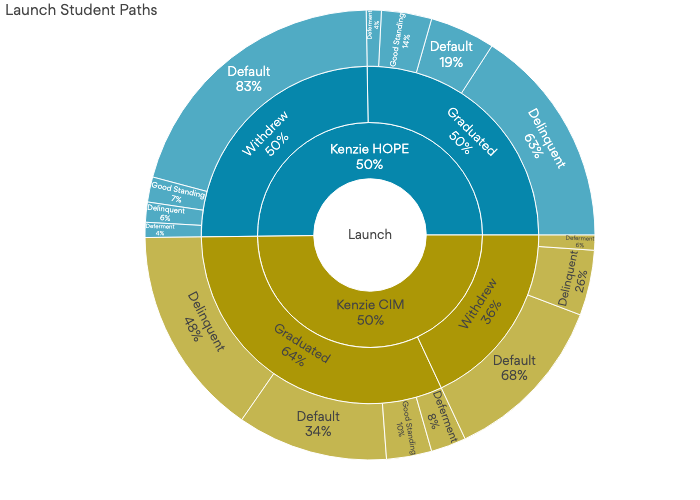 Launch Student Paths
Deferment
4%
Good Standing
14%
Default
19%
Delinquent
63%
Default
83%
Good Standing
7%
Delinquent
6%
Deferment
4%
Withdrew
50%
Graduated
50%
Kenzie HOPE
50%
Launch
Kenzie CIM
50%
Graduated
64%
Withdrew
36%
Deferment
6%
Delinquent
26%
Default
68%
Deferment
8%
Good Standing
10%
Default
34%
Delinquent
48%